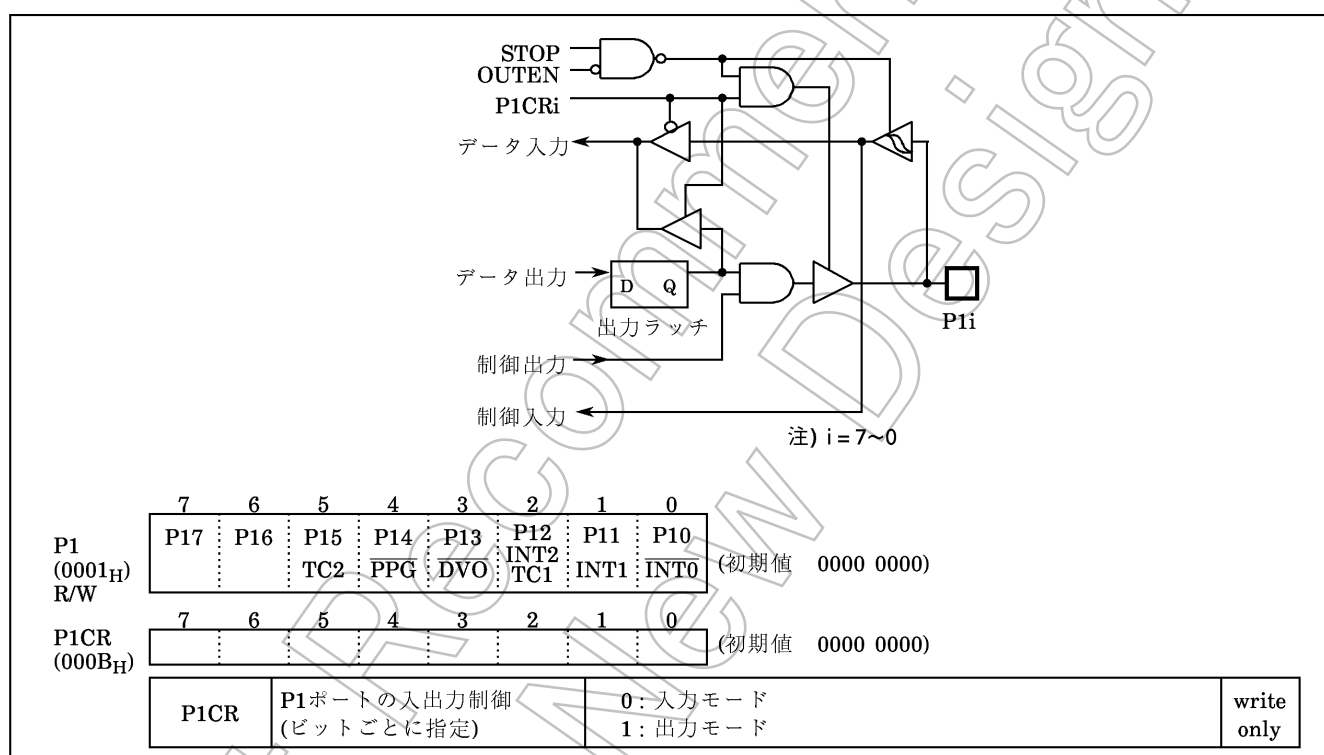 STOP
OUTEN
P1CRi
データ入力
データ出力
D Q
出力ラッチ
P1i
制御出力
制御入力
注) i = 7～0
7 6 5 4 3 2 1 0
P1
(0001H)
R/W
P17 P16 P15 P14 P13 P12 P11 P10
TC2 PPG DVO INT2 TC1 INT1 INT0
(初期値 0000 0000)
7 6 5 4 3 2 1 0
P1CR
(000BH)
(初期値 0000 0000)
P1CR
P1ポートの入出力制御
(ビットごとに指定)
0 : 入力モード
1 : 出力モード
write
only
Recommen
New Design